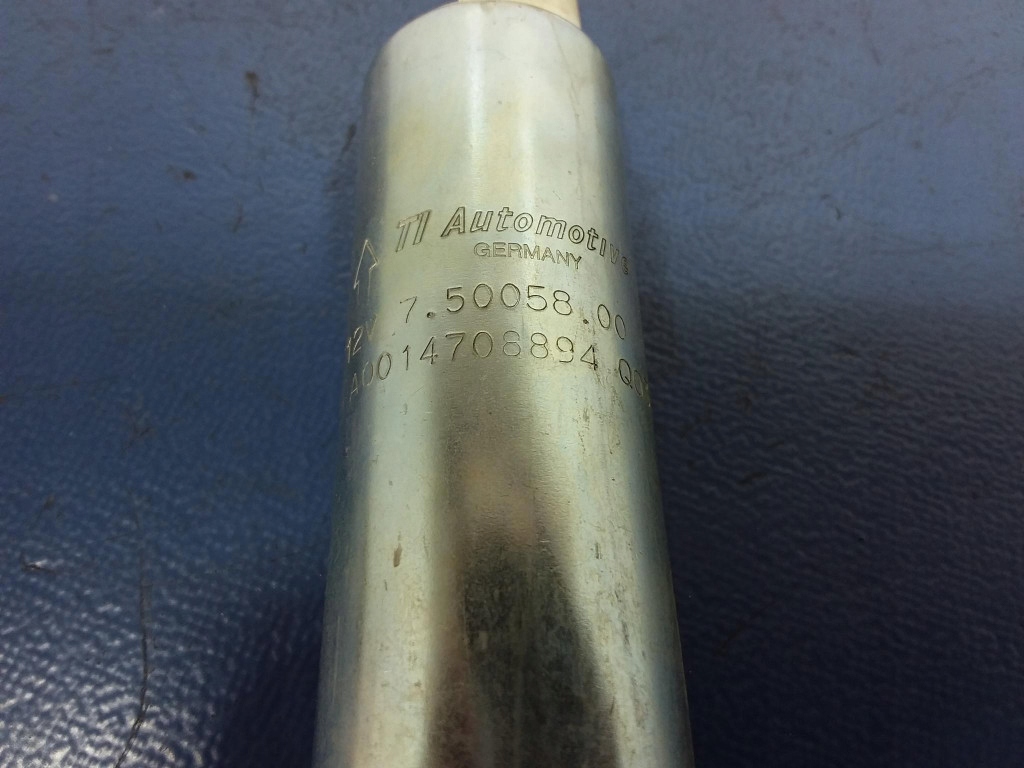 TI Automotive
GERMANY
12V 7.50058.00
A0014708894